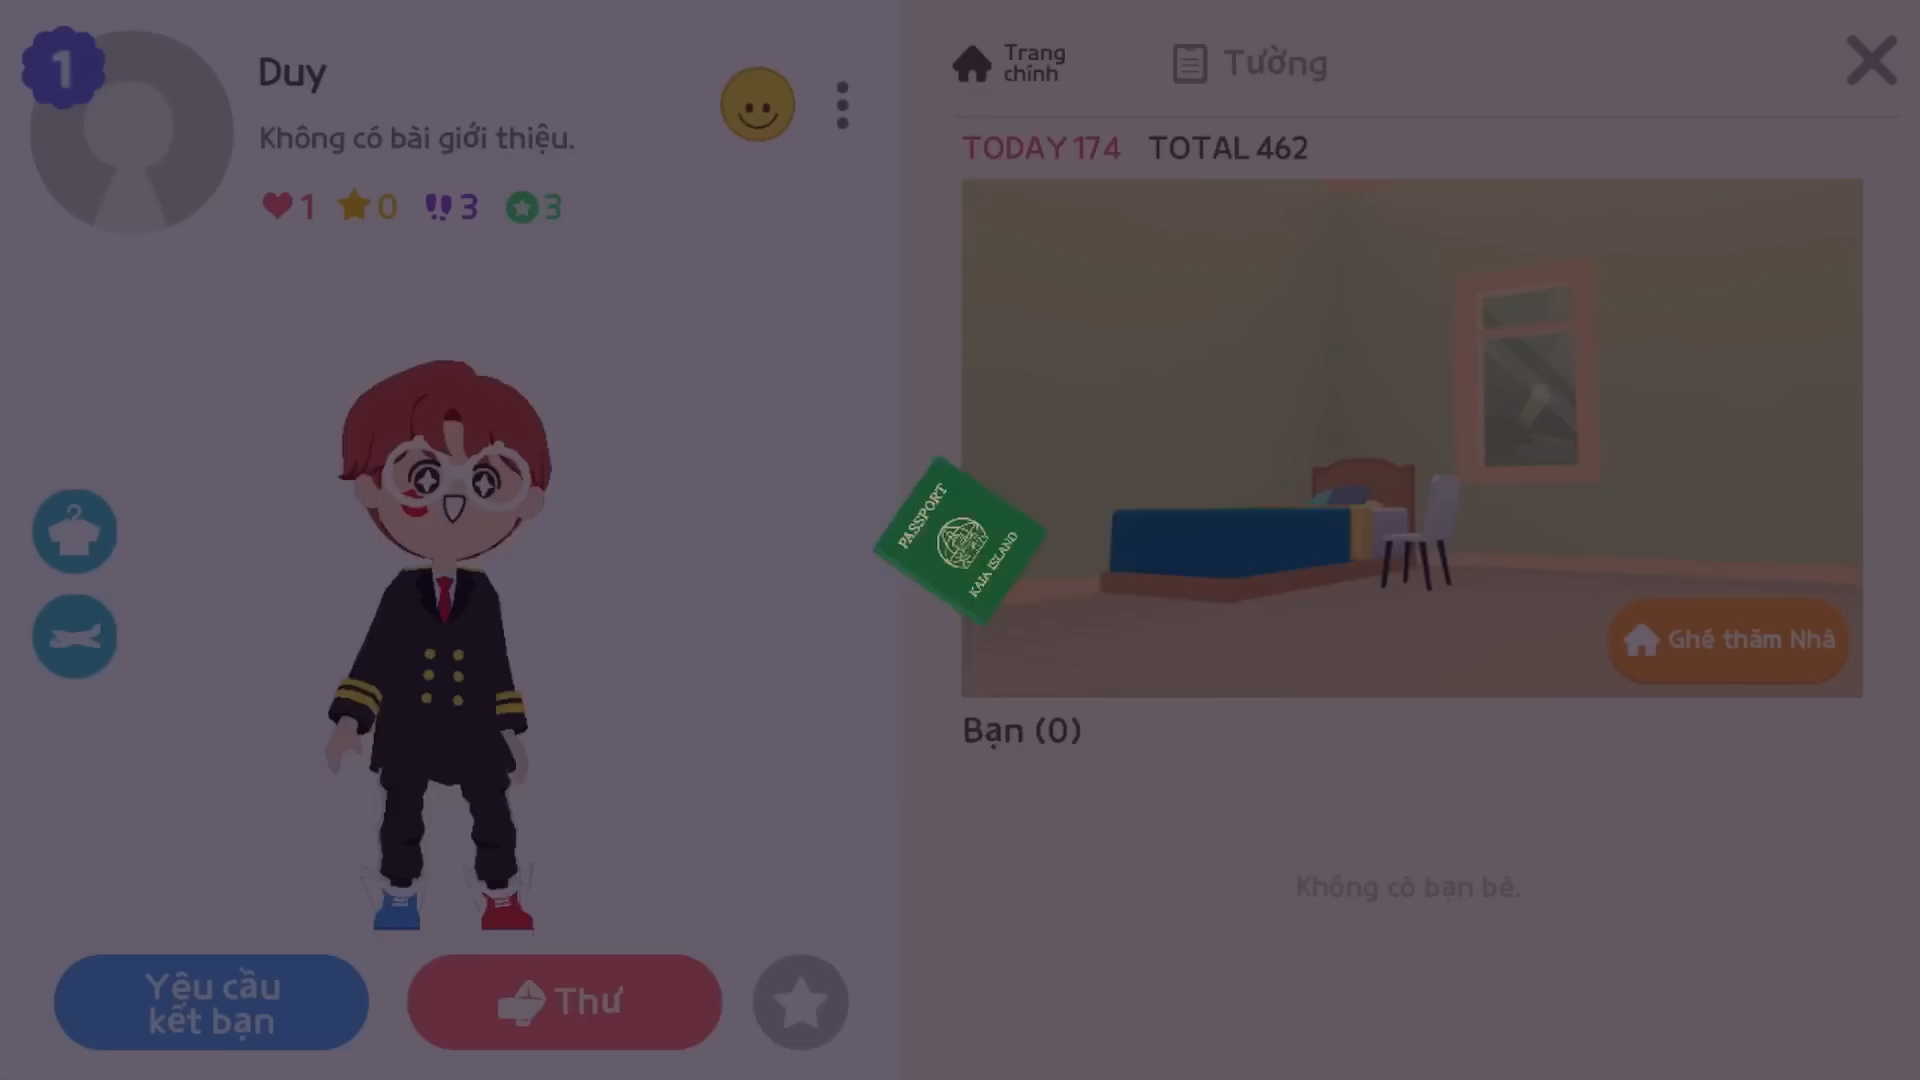 1
Duy
Không có bài giới thiệu.
1 0 3 3
Trang
chính
Tường
TODAY 174 TOTAL 462
PASSPORT
KAIA ISLAND
Ghé thăm Nhà
Bạn (0)
Không có bạn bè.
Yêu cầu
kết bạn
Thư